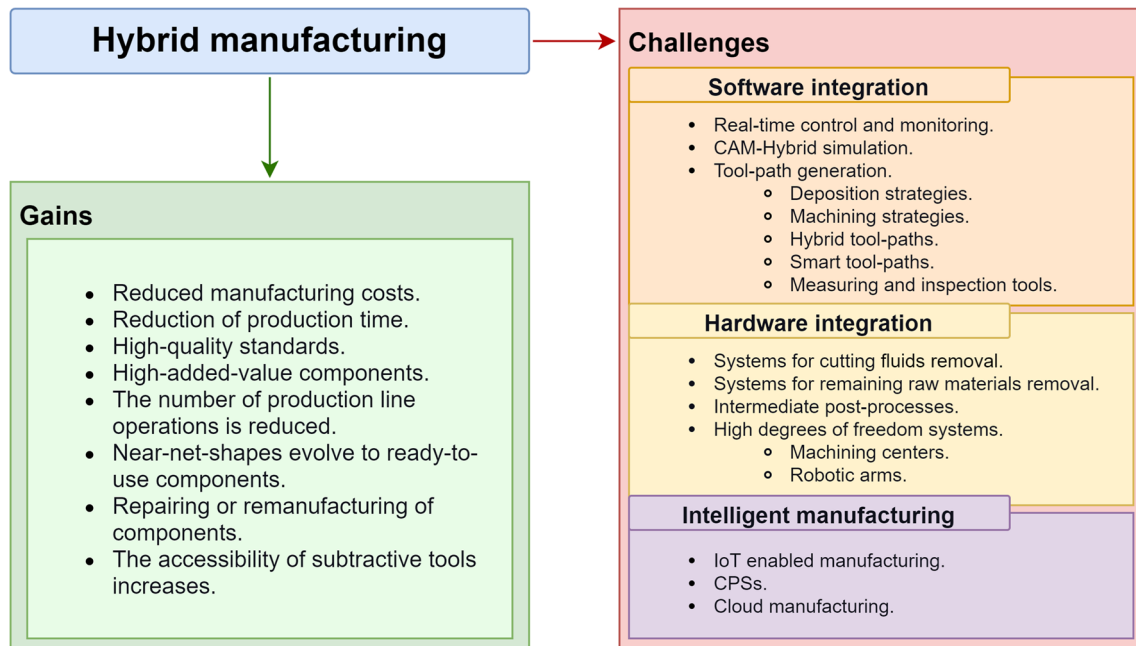 Hybrid manufacturing
Gains
• Reduced manufacturing costs.
• Reduction of production time.
• High-quality standards.
• High-added-value components.
• The number of production line
operations is reduced.
• Near-net-shapes evolve to ready-to-
use components.
• Repairing or remanufacturing of
components.
• The accessibility of subtractive tools
increases.
Challenges
Software integration
• Real-time control and monitoring.
• CAM-Hybrid simulation.
• Tool-path generation.
∘ Deposition strategies.
∘ Machining strategies.
∘ Hybrid tool-paths.
∘ Smart tool-paths.
∘ Measuring and inspection tools.
Hardware integration
• Systems for cutting fluids removal.
• Systems for remaining raw materials removal.
• Intermediate post-processes.
• High degrees of freedom systems.
∘ Machining centers.
∘ Robotic arms.
Intelligent manufacturing
• IoT enabled manufacturing.
• CPSs.
• Cloud manufacturing.